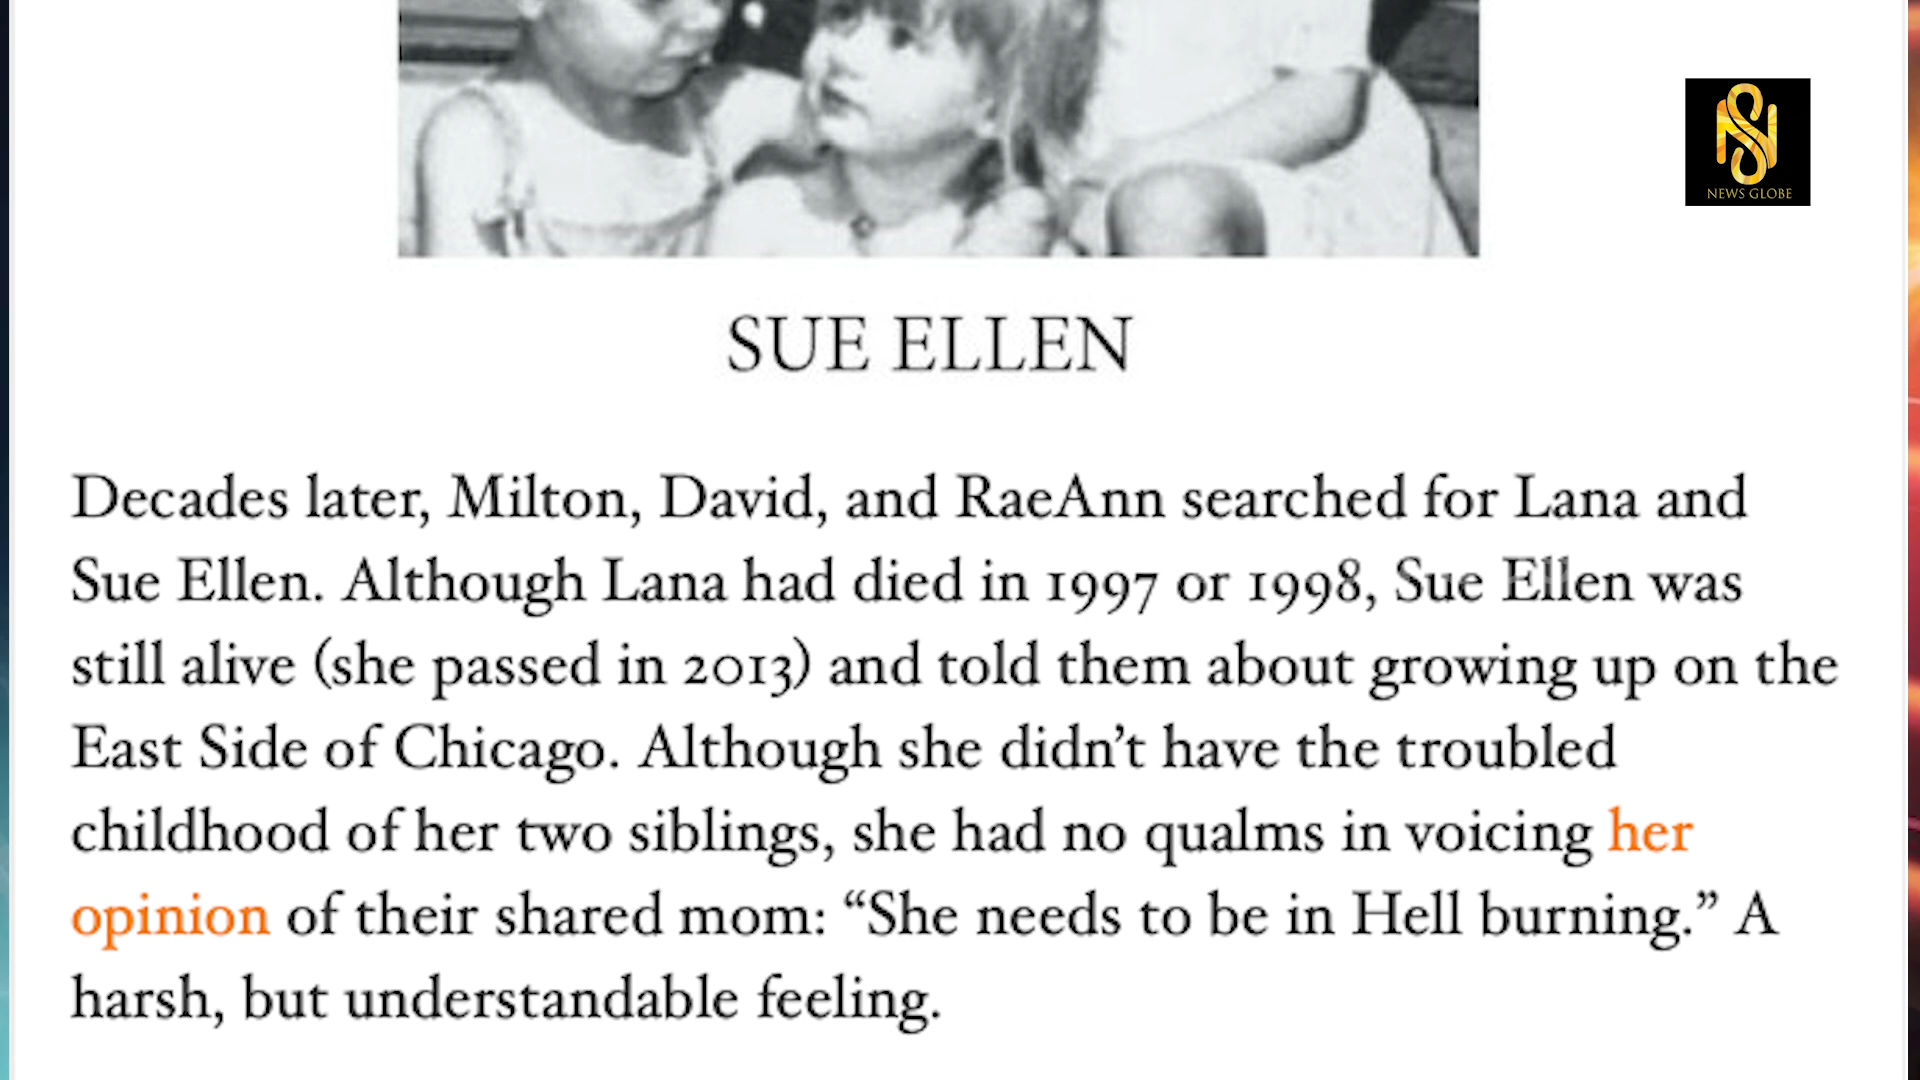 NEWS GLOBE
SUE ELLEN
Decades later, Milton, David, and RaeAnn searched for Lana and
Sue Ellen. Although Lana had died in 1997 or 1998, Sue Ellen was
still alive (she passed in 2013) and told them about growing up on the
East Side of Chicago. Although she didn’t have the troubled
childhood of her two siblings, she had no qualms in voicing her
opinion of their shared mom: “She needs to be in Hell burning.” A
harsh, but understandable feeling.